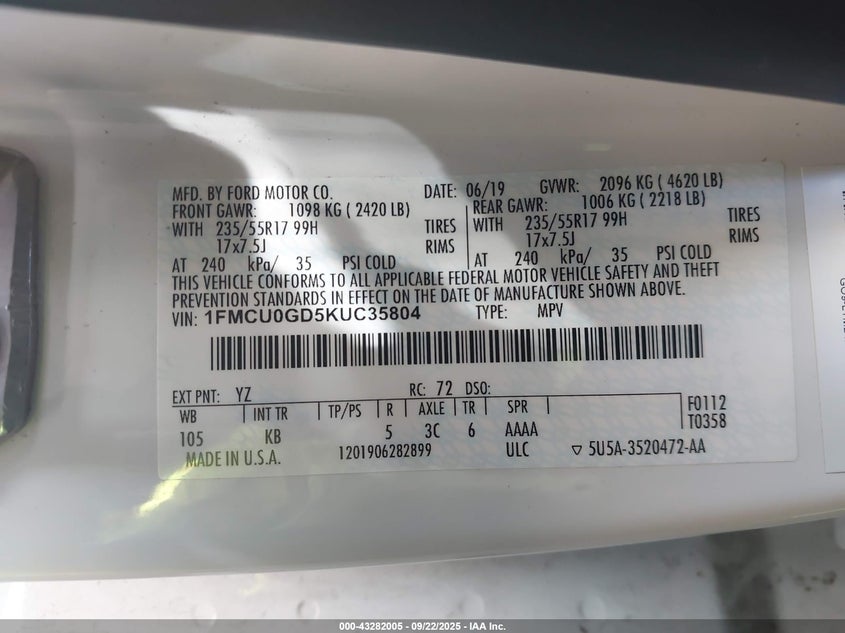 MFD. BY FORD MOTOR CO. DATE: 06/19 GVWR: 2096 KG ( 4620 LB)
FRONT GAWR: 1098 KG ( 2420 LB) REAR GAWR: 1006 KG ( 2218 LB)
WITH 235/55R17 99H TIRES WITH 235/55R17 99H TIRES
17x7.5J RIMS 17x7.5J RIMS
AT 240 kPa/ 35 PSI COLD AT 240 kPa/ 35 PSI COLD
THIS VEHICLE CONFORMS TO ALL APPLICABLE FEDERAL MOTOR VEHICLE SAFETY AND THEFT
PREVENTION STANDARDS IN EFFECT ON THE DATE OF MANUFACTURE SHOWN ABOVE.
VIN: 1FMCU0GD5KUC35804 TYPE: MPV
EXT PNT: YZ RC: 72 DSO:
WB INT TR TP/PS R AXLE TR SPR F0112
105 KB 5 3C 6 AAAA T0358
MADE IN U.S.A. 1201906282899 ULC ▽ 5U5A-3520472-AA
000-43282005 - 09/22/2025 - IAA Inc.